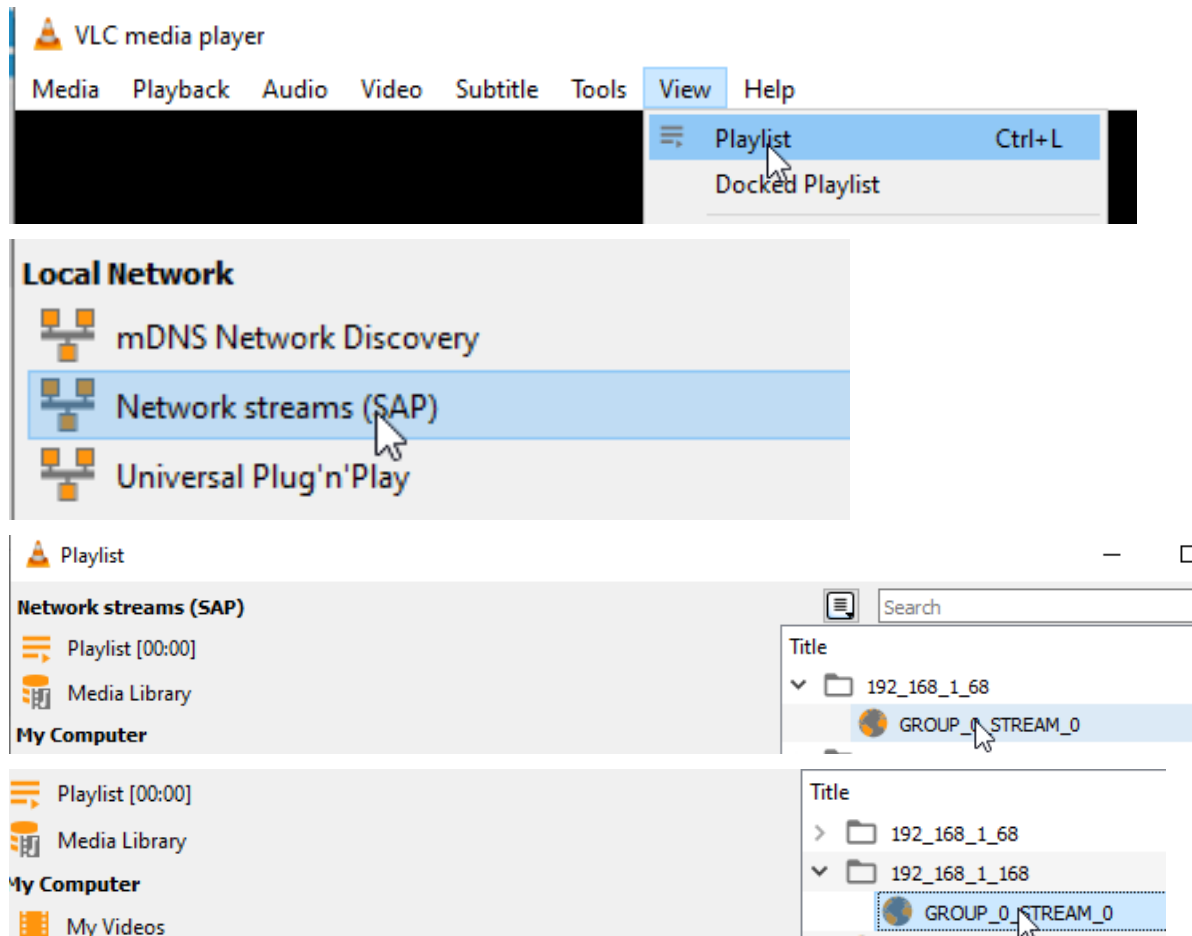 VLC media player
Media Playback Audio Video Subtitle Tools View Help
Playlist Ctrl+L
Docked Playlist
Local Network
mDNS Network Discovery
Network streams (SAP)
Universal Plug'n'Play
Playlist
Network streams (SAP)
Search
Playlist [00:00]
Title
Media Library
192_168_1_68
My Computer
GROUP_0_STREAM_0
Playlist [00:00]
Title
Media Library
192_168_1_68
My Computer
192_168_1_168
My Videos
GROUP_0_STREAM_0